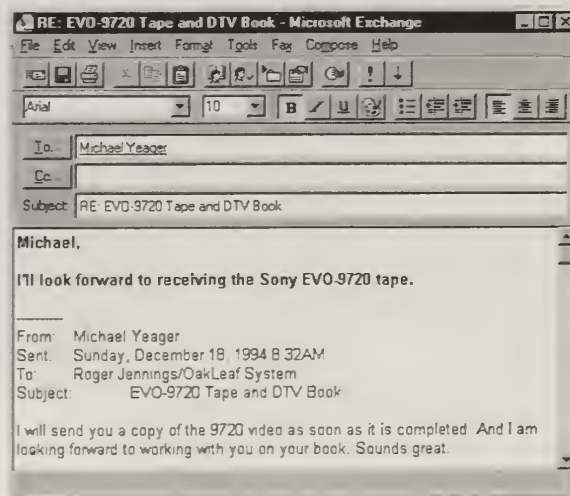 RE: EVO-9720 Tape and DTV Book - Microsoft Exchange
File Edit View Insert Format Tools Fax Compose Help
Arial 10 B I U
To... Michael Yeager
Cc...
Subject: RE: EVO-9720 Tape and DTV Book
Michael,
I'll look forward to receiving the Sony EVO-9720 tape.
From: Michael Yeager
Sent: Sunday, December 18, 1994 8:32AM
To: Roger Jennings/OakLeaf System
Subject: EVO-9720 Tape and DTV Book
I will send you a copy of the 9720 video as soon as it is completed. And I am
looking forward to working with you on your book. Sounds great.